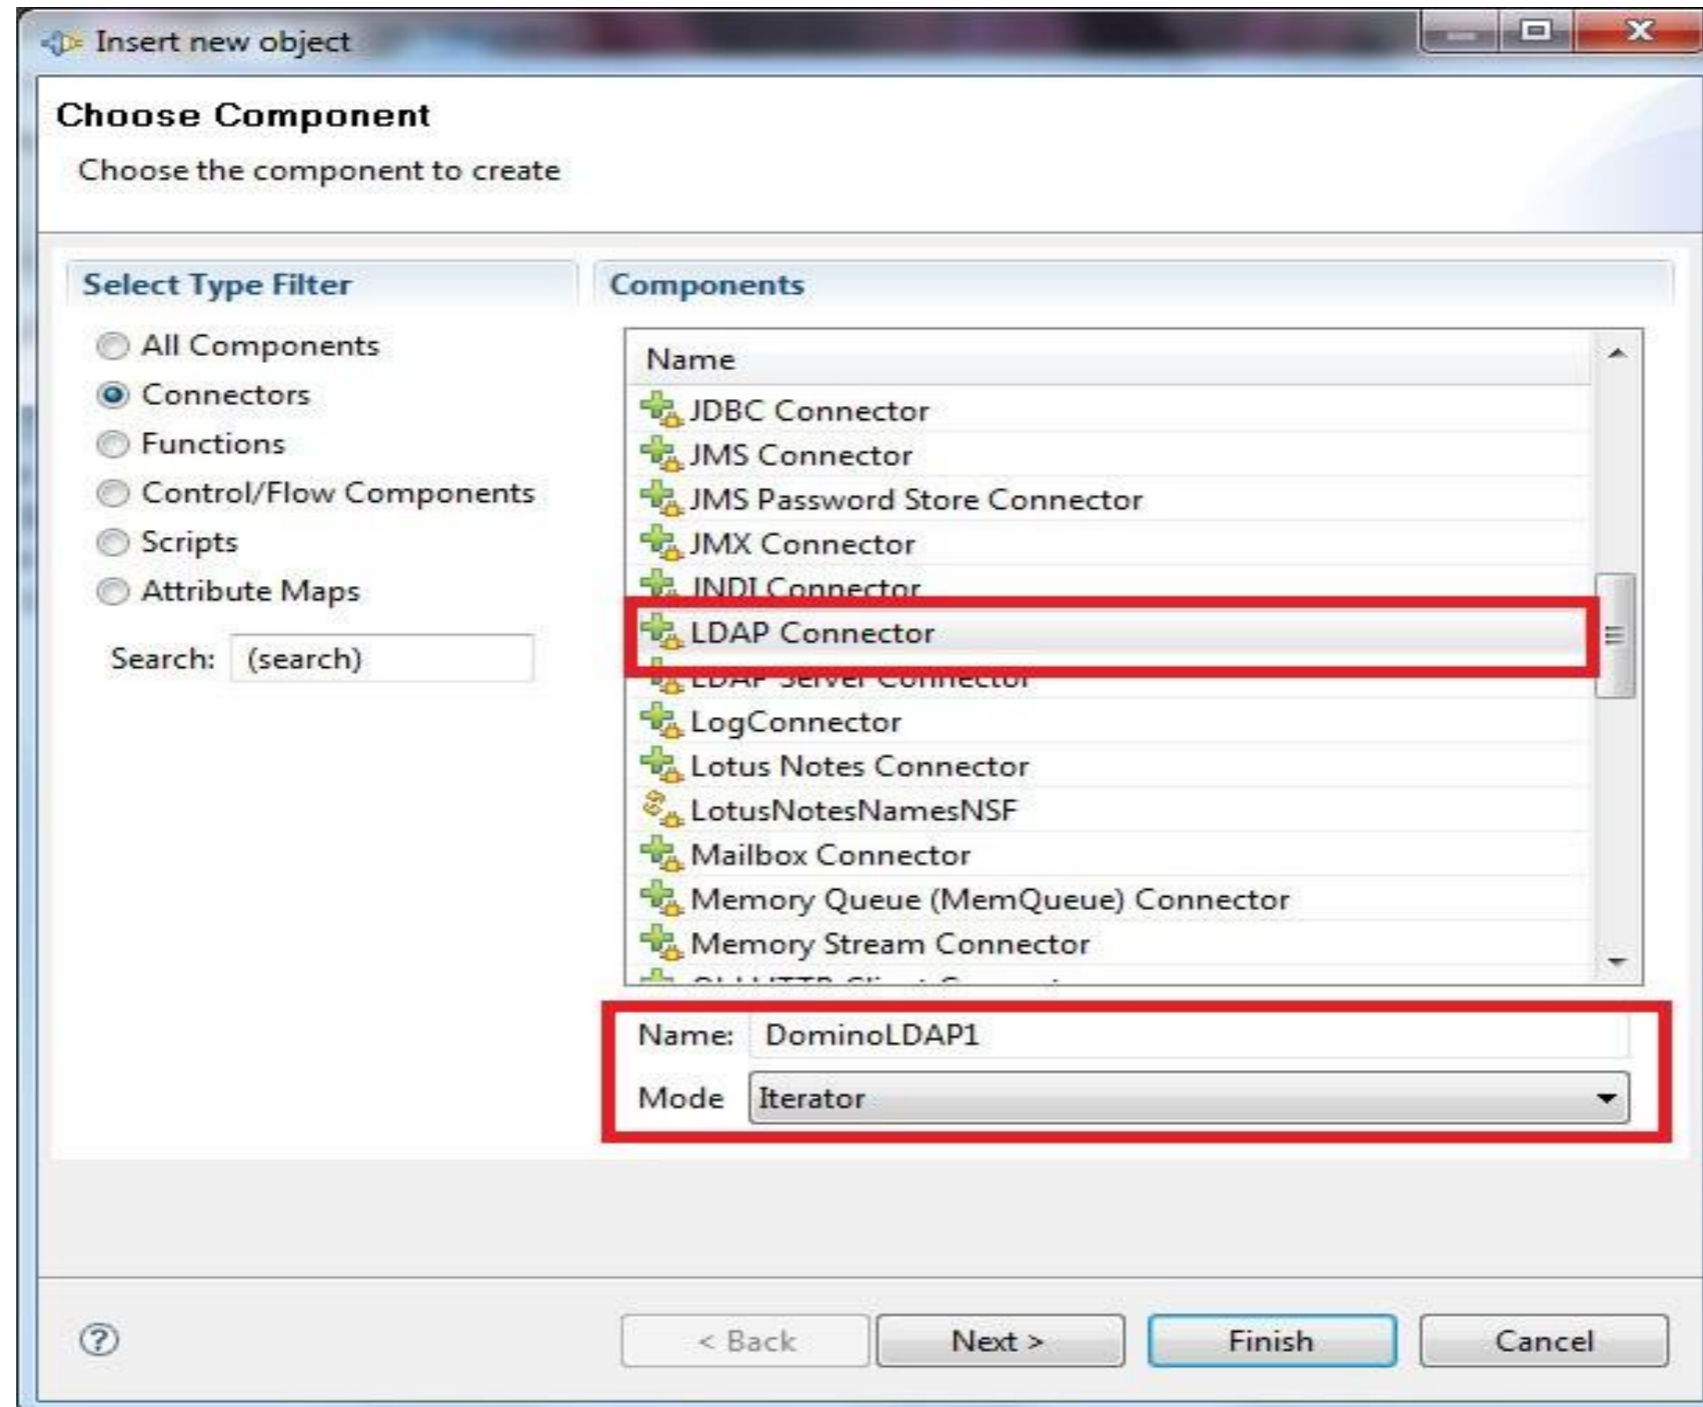 Insert new object
Choose Component
Choose the component to create
Select Type Filter
All Components
Connectors
Functions
Control/Flow Components
Scripts
Attribute Maps
Search: (search)
Components
Name
JDBC Connector
JMS Connector
JMS Password Store Connector
JMX Connector
JNDI Connector
LDAP Connector
LDAP Server Connector
LogConnector
Lotus Notes Connector
LotusNotesNamesNSF
Mailbox Connector
Memory Queue (MemQueue) Connector
Memory Stream Connector
Name: DominoLDAP1
Mode Iterator
< Back Next > Finish Cancel